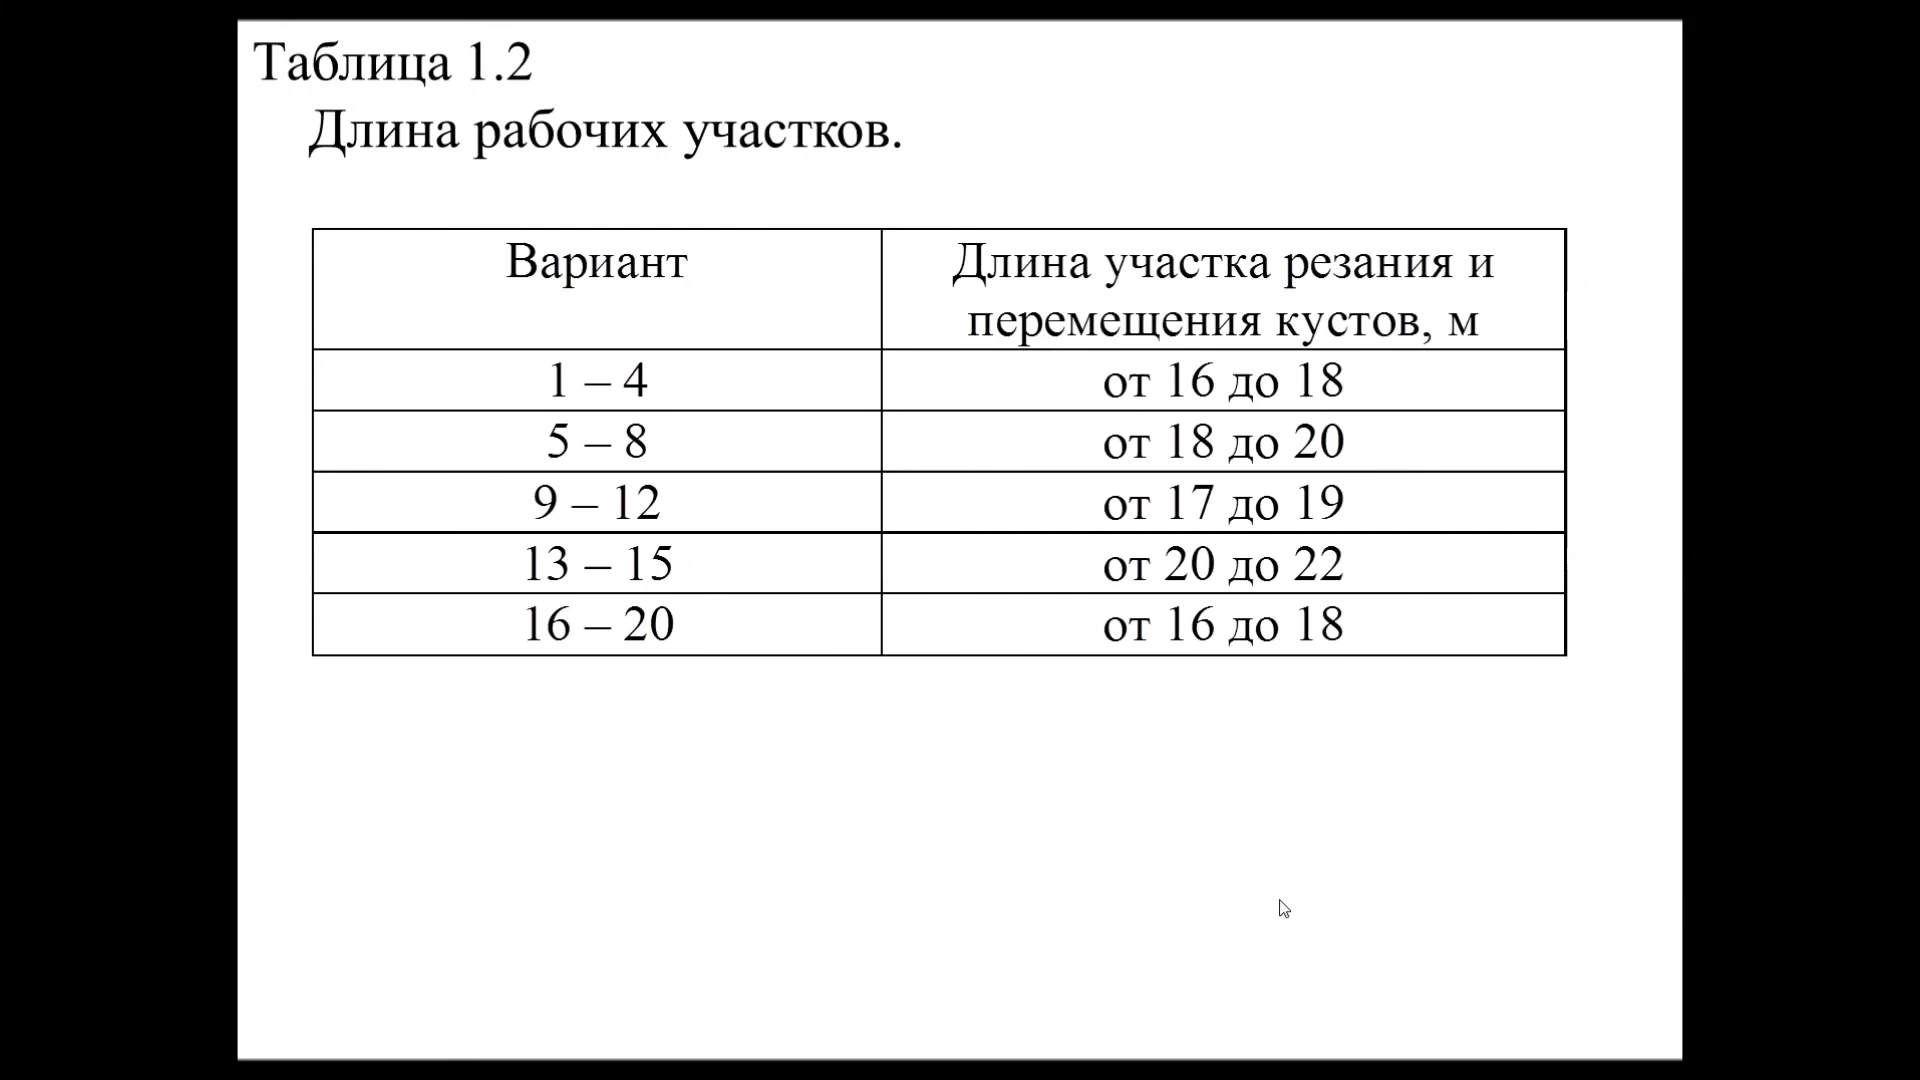 Таблица 1.2
Длина рабочих участков.
Вариант
Длина участка резания и
перемещения кустов, м
1 – 4
от 16 до 18
5 – 8
от 18 до 20
9 – 12
от 17 до 19
13 – 15
от 20 до 22
16 – 20
от 16 до 18